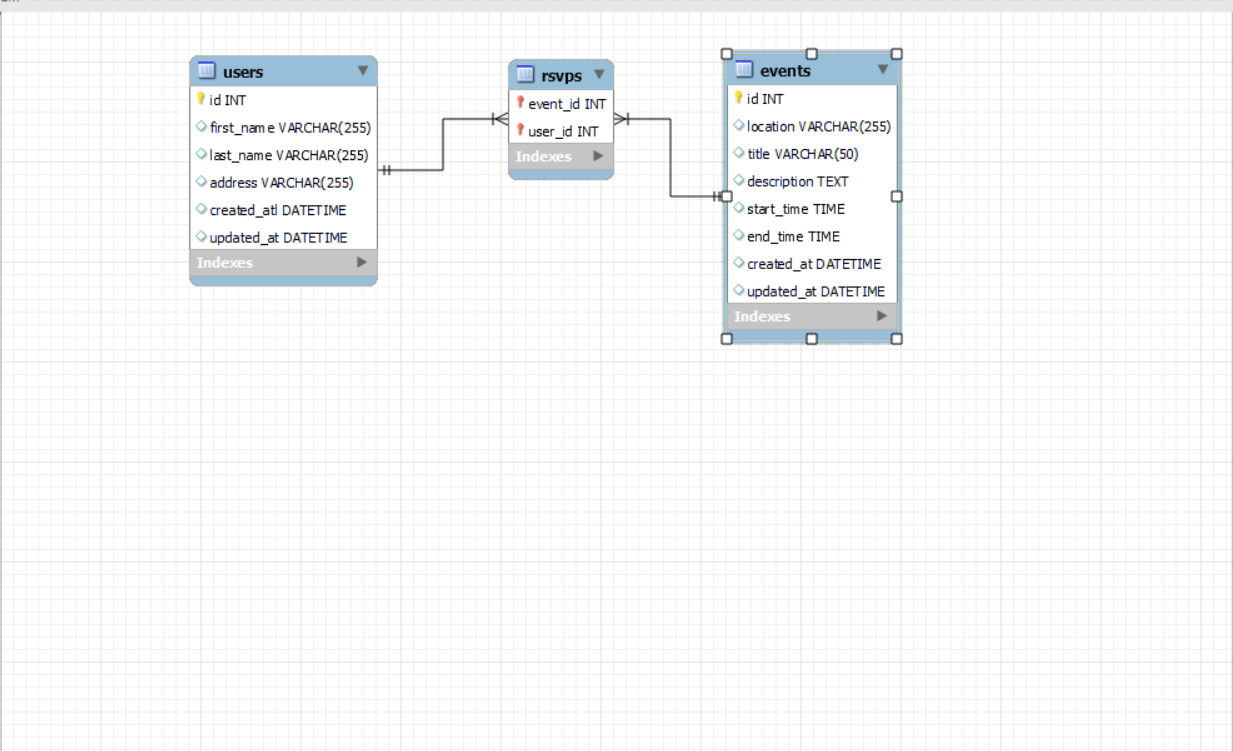 users
id INT
first_name VARCHAR(255)
last_name VARCHAR(255)
address VARCHAR(255)
created_atl DATETIME
updated_at DATETIME
Indexes
rsvps
event_id INT
user_id INT
Indexes
events
id INT
location VARCHAR(255)
title VARCHAR(50)
description TEXT
start_time TIME
end_time TIME
created_at DATETIME
updated_at DATETIME
Indexes